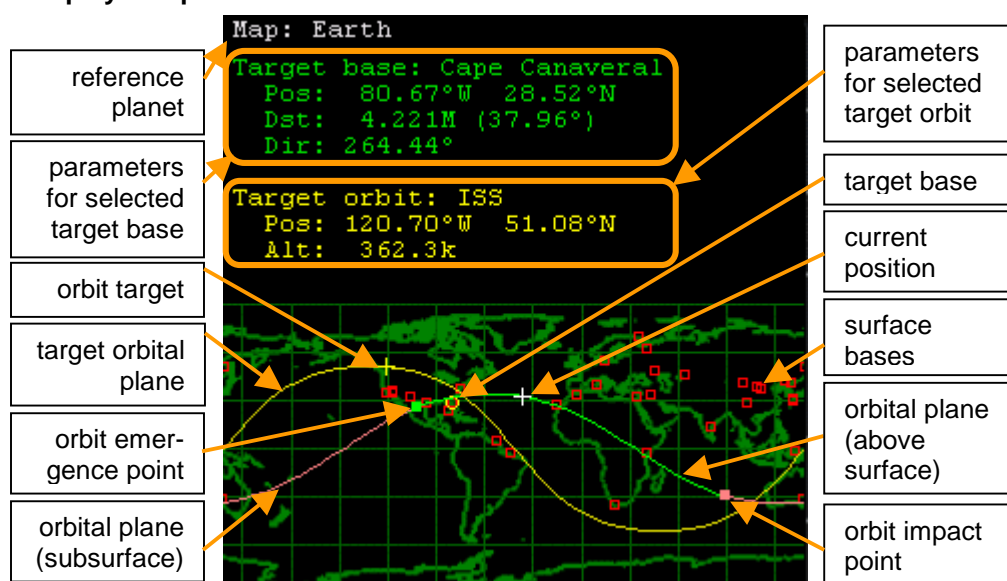 Map: Earth
Target base: Cape Canaveral
Pos: 80.67°W 28.52°N
Dst: 4.221M (37.96°)
Dir: 264.44°
Target orbit: ISS
Pos: 120.70°W 51.08°N
Alt: 362.3k
reference
planet
parameters
for selected
target base
orbit target
target orbital
plane
orbit emer-
gence point
orbital plane
(subsurface)
parameters
for selected
target orbit
target base
current
position
surface
bases
orbital plane
(above
surface)
orbit impact
point